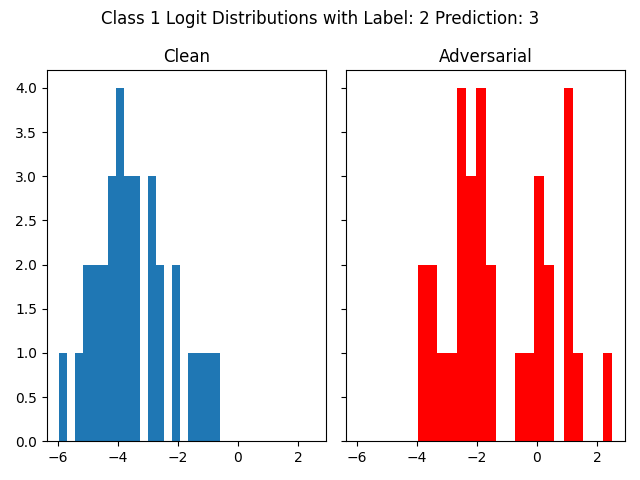 Class 1 Logit Distributions with Label: 2 Prediction: 3
Clean
Adversarial
4.0
3.5
3.0
2.5
2.0
1.5
1.0
0.5
0.0
−6 −4 −2 0 2
−6 −4 −2 0 2